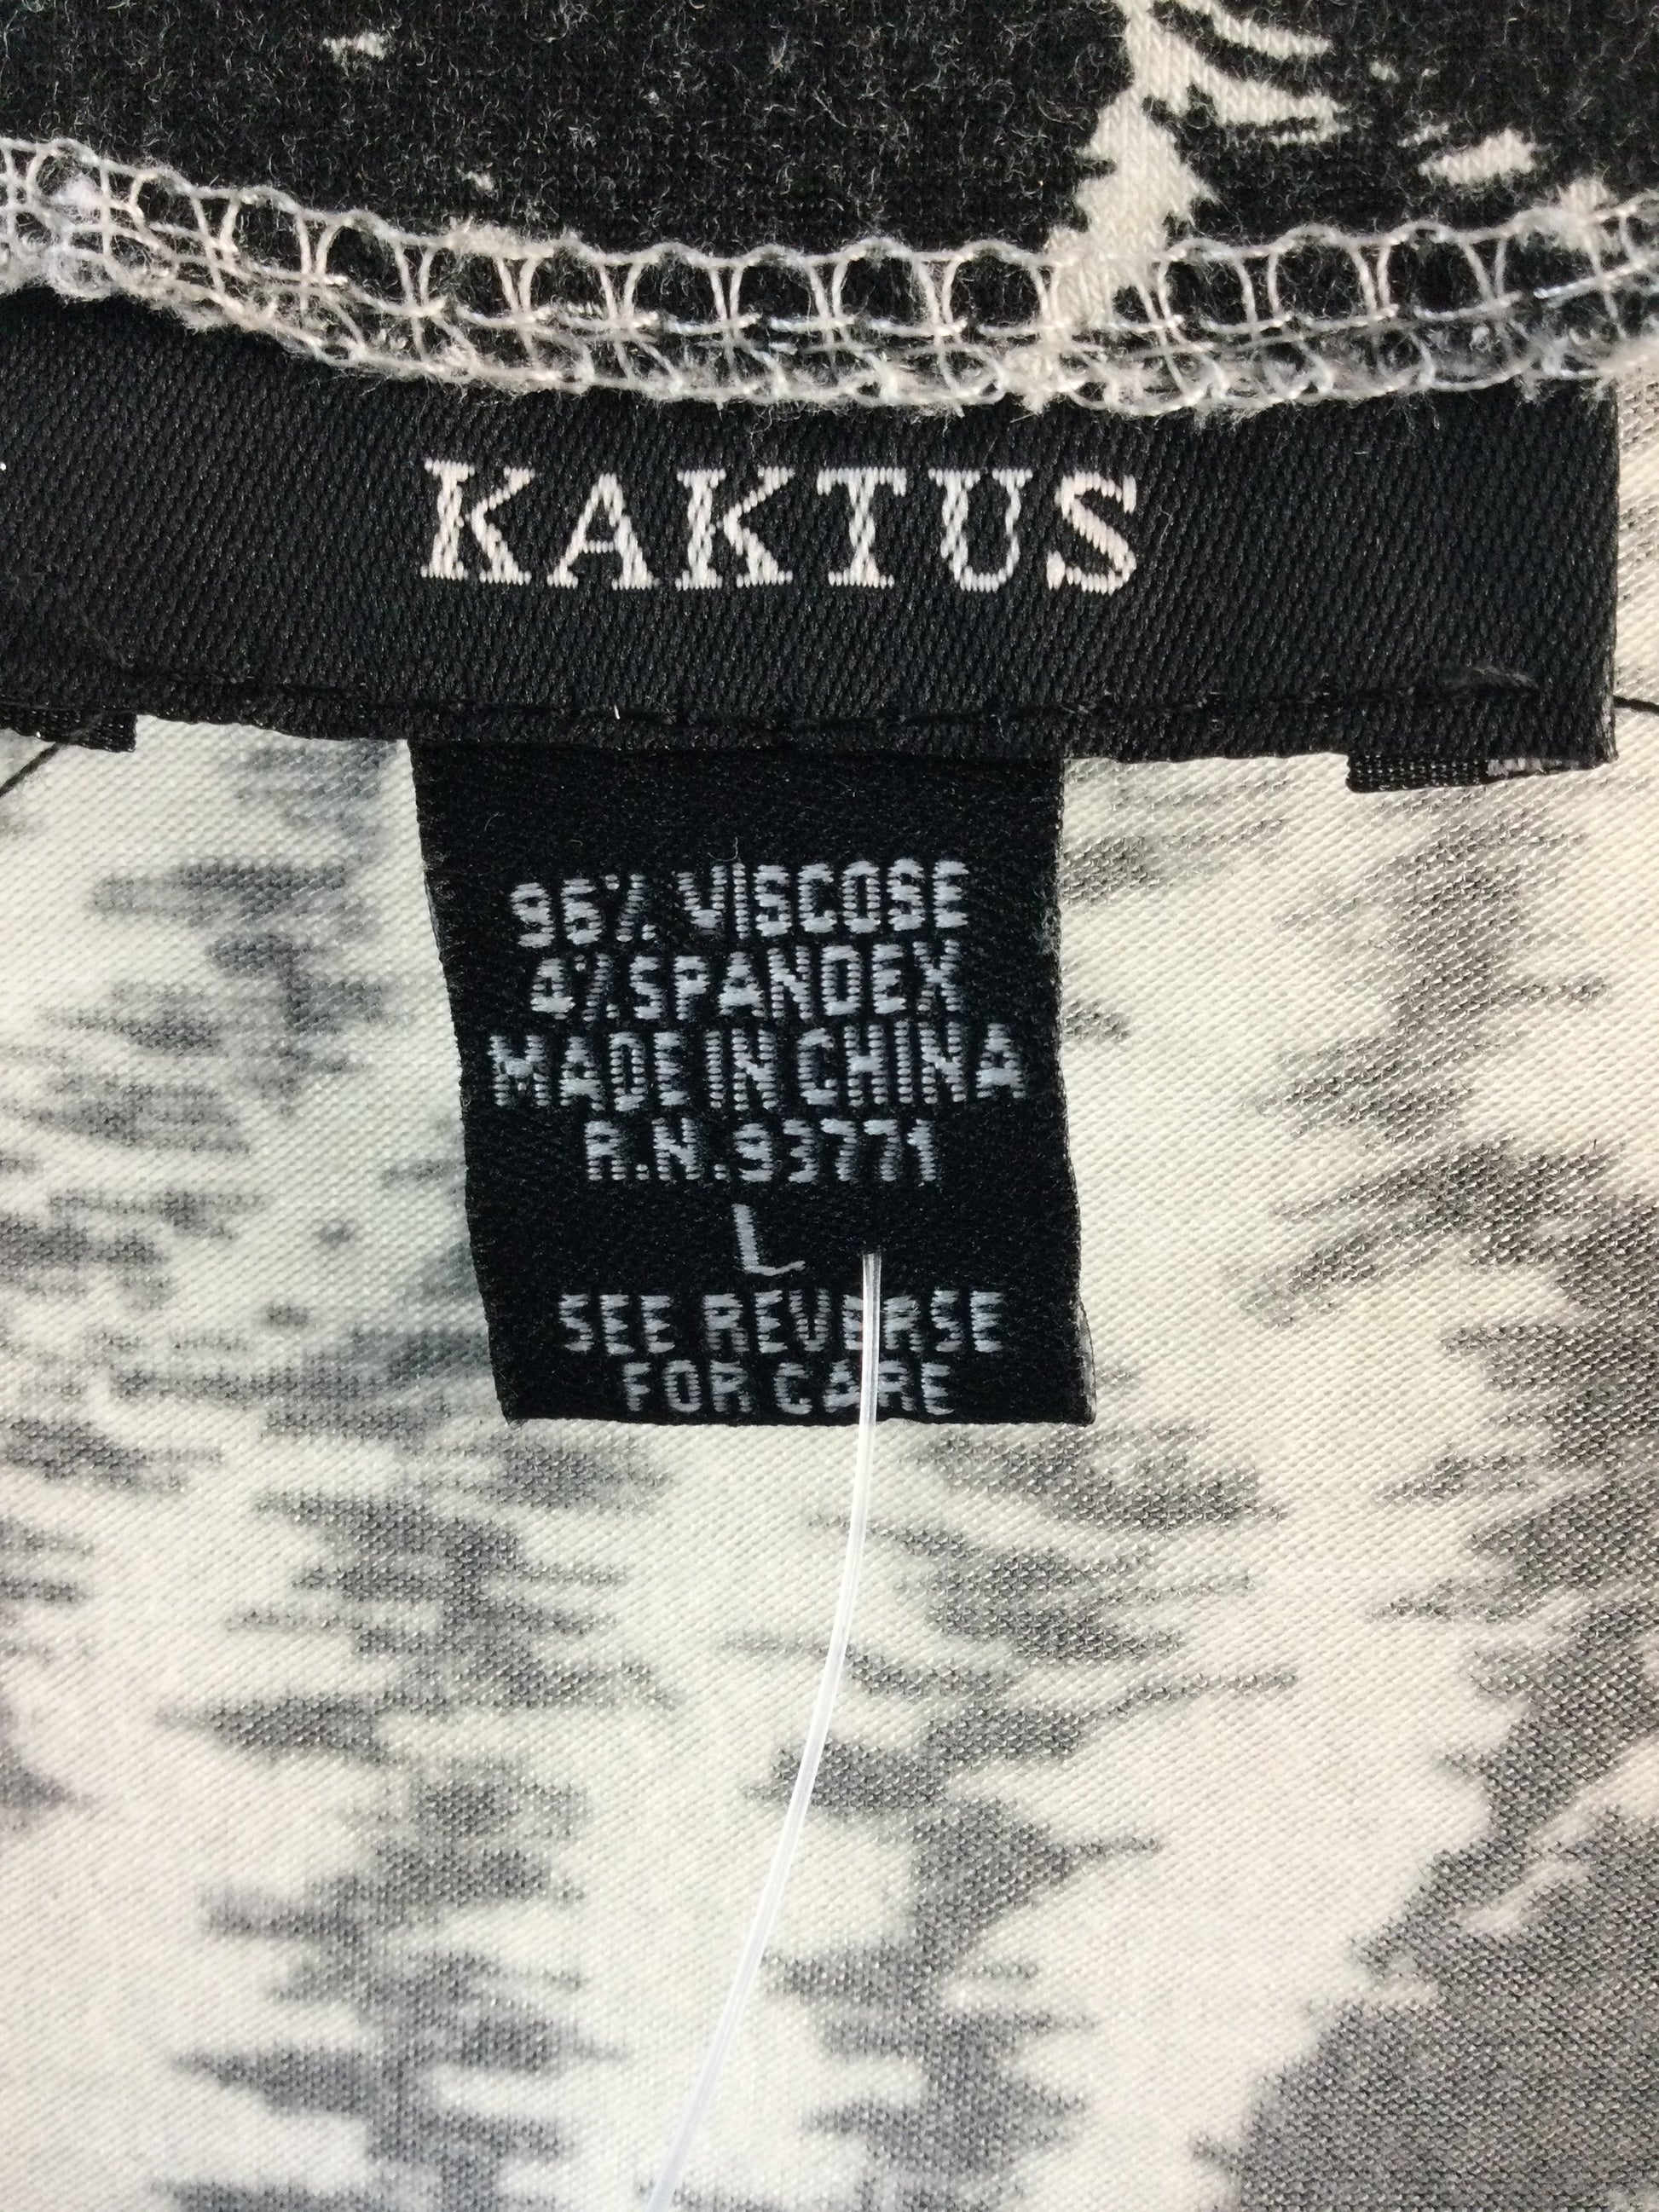 KAKTUS
96% VISCOSE
4% SPANDEX
MADE IN CHINA
R.N.93771
L
SEE REVERSE
FOR CARE